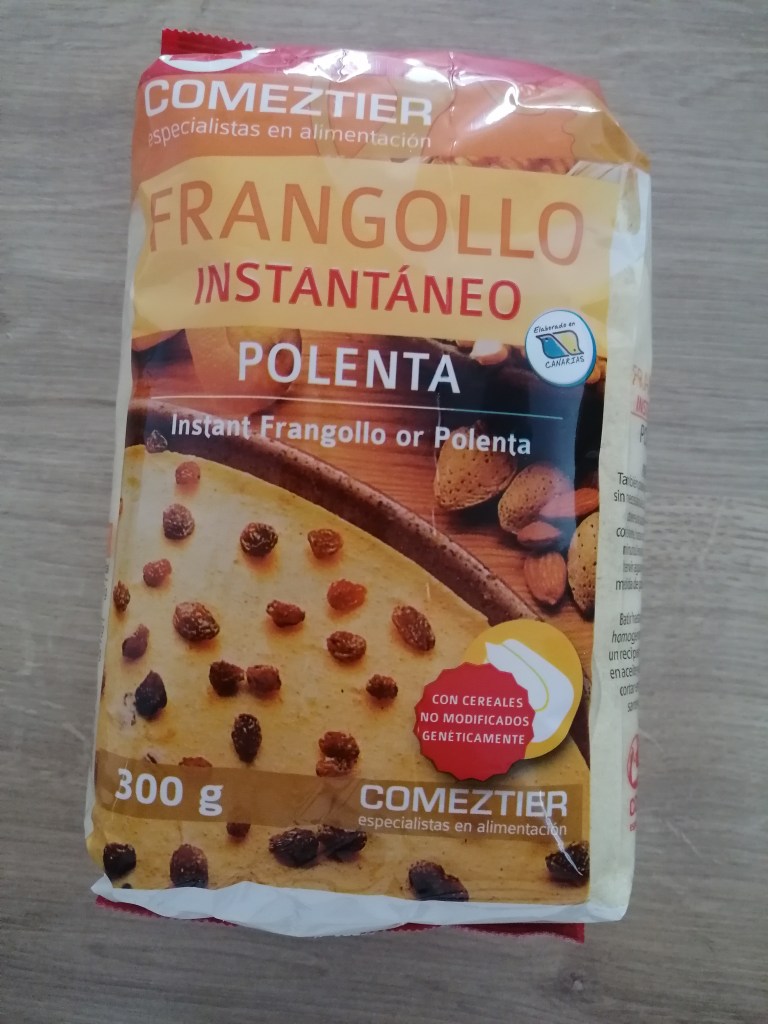 COMEZTIER
especialistas en alimentación
FRANGOLLO
INSTANTÁNEO
Elaborado en
CANARIAS
POLENTA
Instant Frangollo or Polenta
CON CEREALES
NO MODIFICADOS
GENÈTICAMENTE
300 g
COMEZTIER
especialistas en alimentación